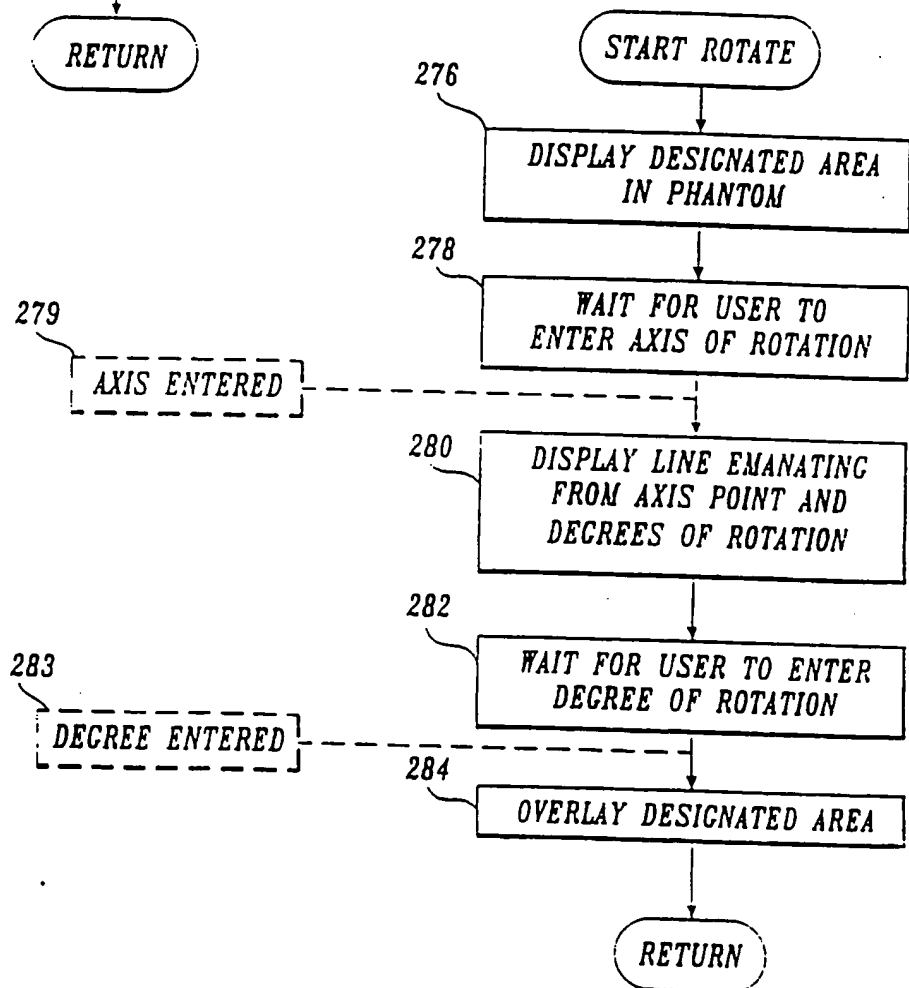 RETURN
START ROTATE
276
DISPLAY DESIGNATED AREA
IN PHANTOM
278
WAIT FOR USER TO
ENTER AXIS OF ROTATION
279
AXIS ENTERED
280
DISPLAY LINE EMANATING
FROM AXIS POINT AND
DEGREES OF ROTATION
282
WAIT FOR USER TO ENTER
DEGREE OF ROTATION
283
DEGREE ENTERED
284
OVERLAY DESIGNATED AREA
RETURN